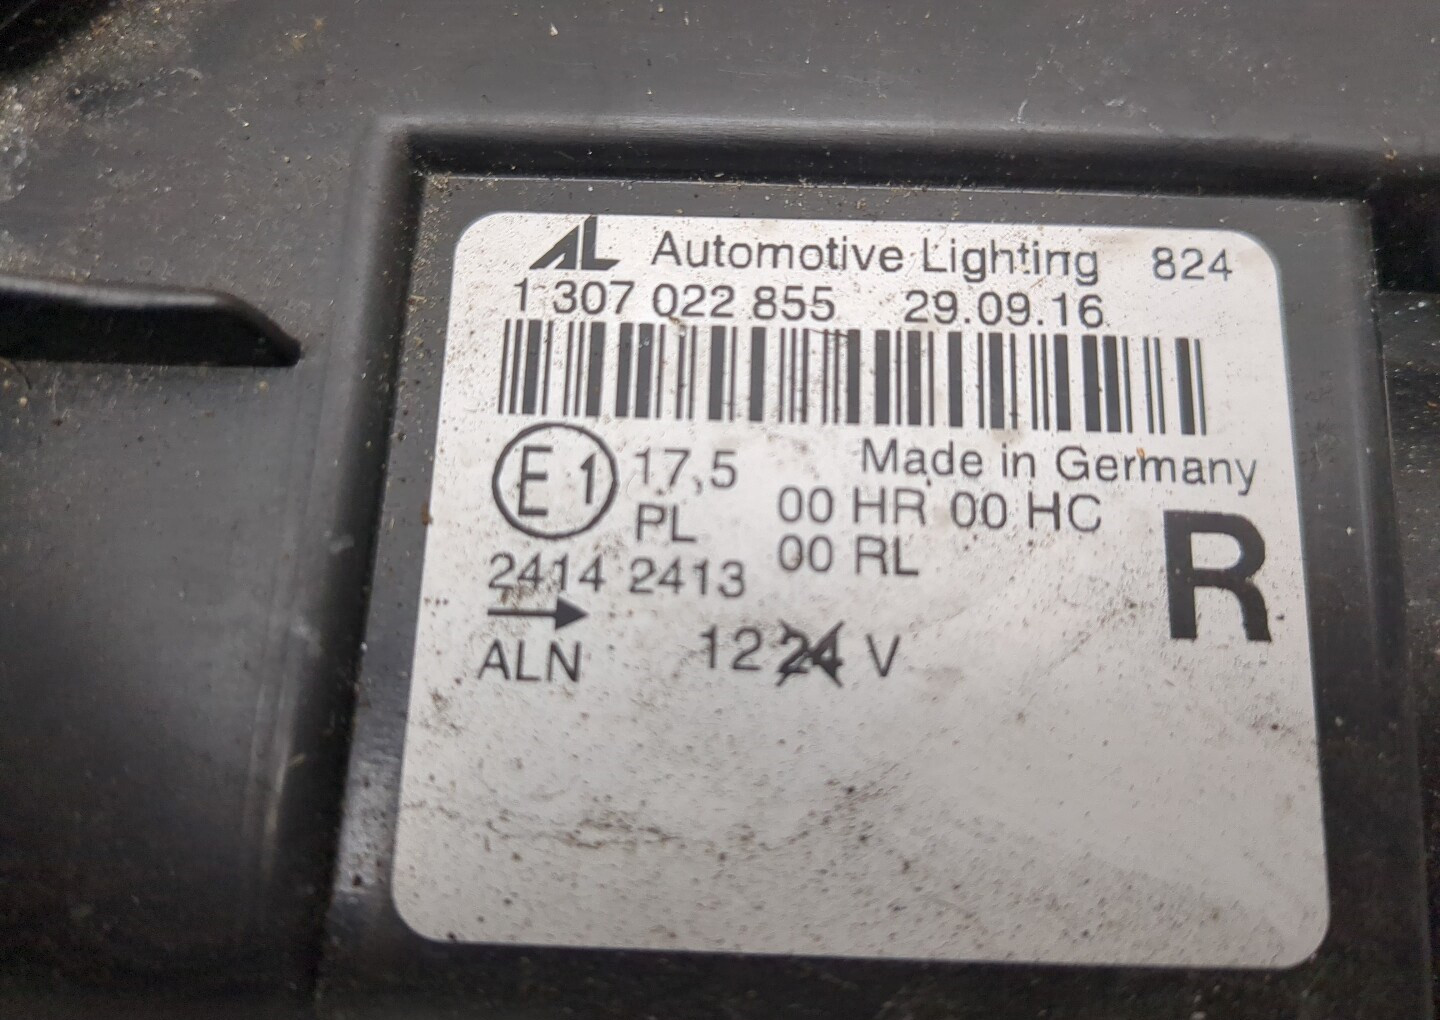 AL Automotive Lighting 824
1 307 022 855 29.09.16
E1 17,5 Made in Germany
PL 00 HR 00 HC
2414 2413 00 RL
R
→
ALN 12 24 V